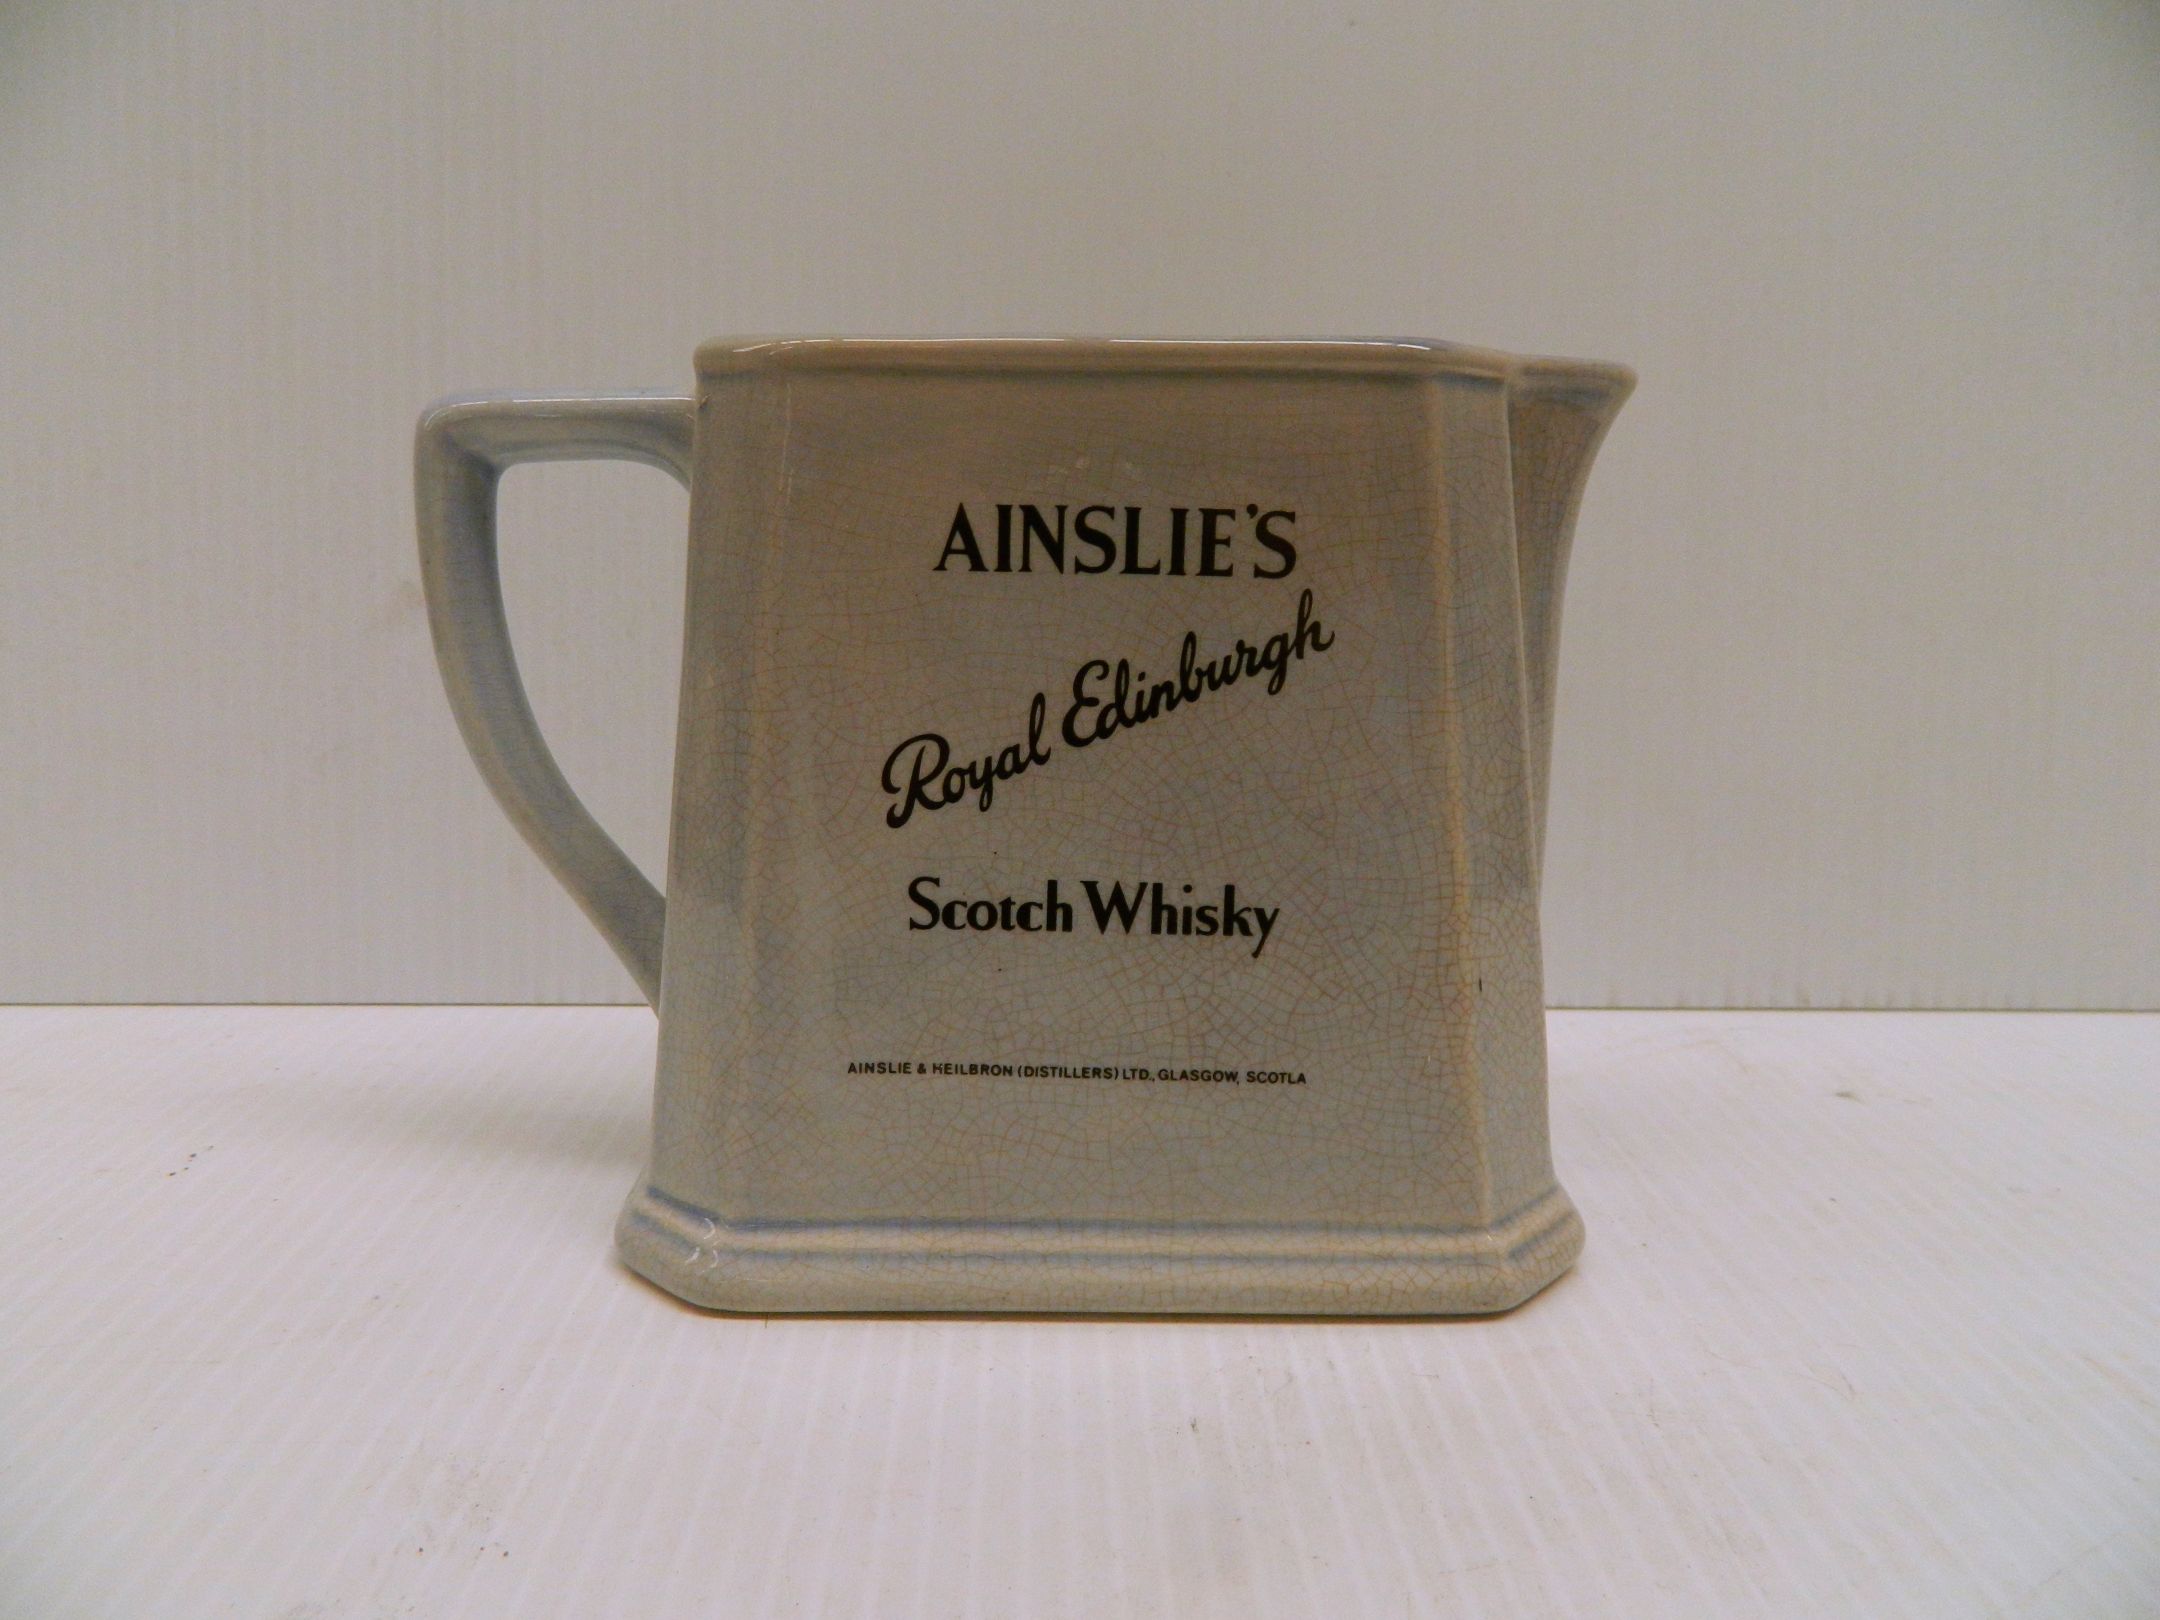 AINSLIE'S
Royal Edinburgh
Scotch Whisky
AINSLIE & HEILBRON (DISTILLERS) LTD., GLASGOW, SCOTLA